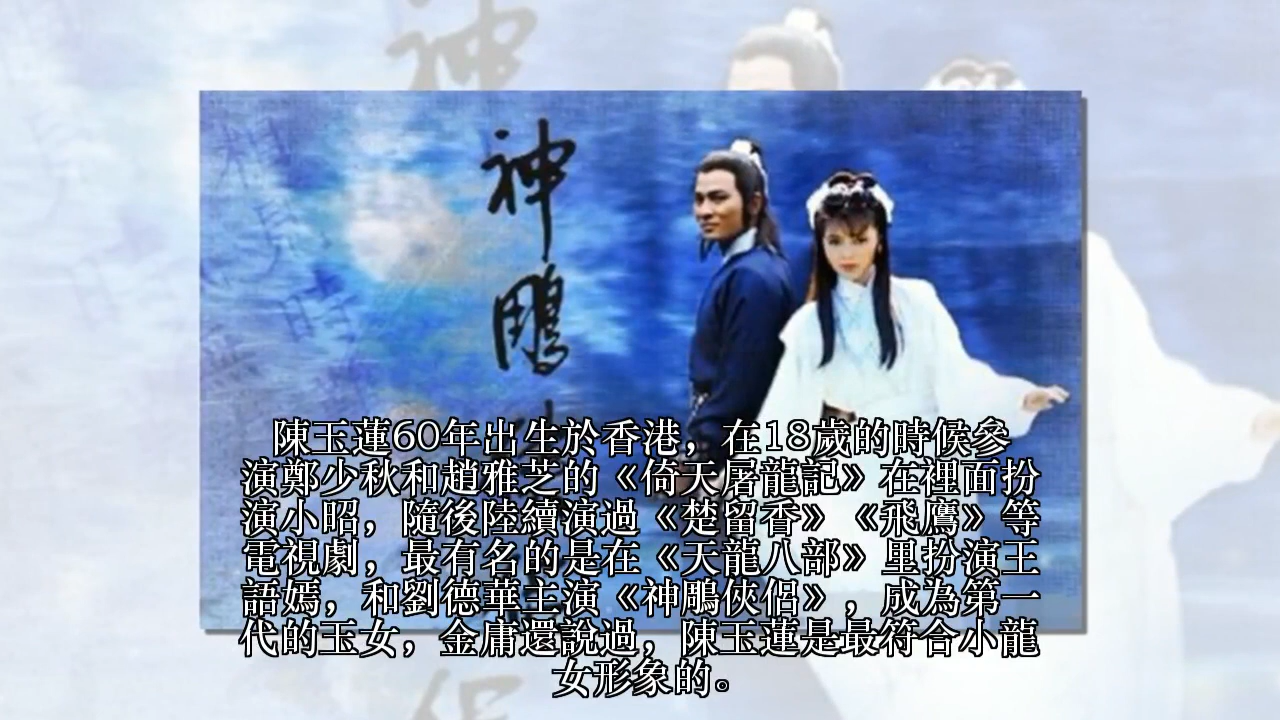 神鵰俠
陳玉蓮60年出生於香港，在18歲的時候參
演鄭少秋和趙雅芝的《倚天屠龍記》在裡面扮
演小昭，隨後陸續演過《楚留香》《飛鷹》等
電視劇，最有名的是在《天龍八部》里扮演王
語嫣，和劉德華主演《神鵰俠侶》，成為第一
代的玉女，金庸還說過，陳玉蓮是最符合小龍
女形象的。